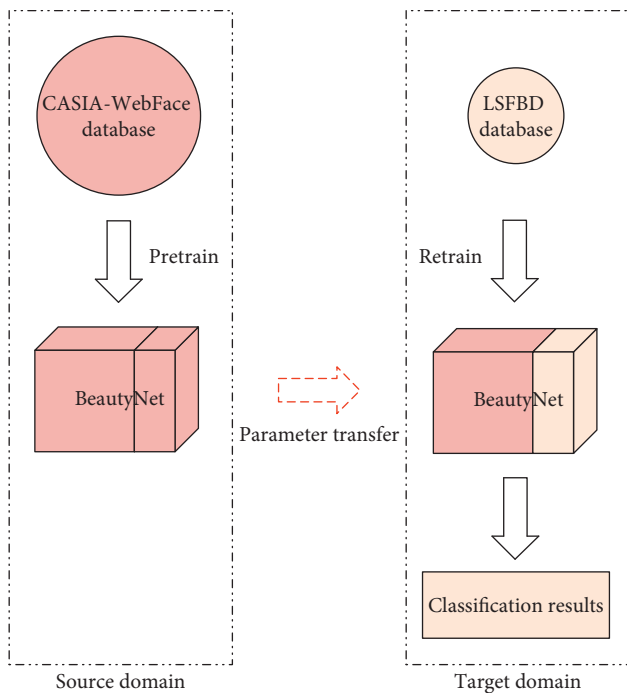 CASIA-WebFace
database
Pretrain
BeautyNet
Source domain
Parameter transfer
LSFBD
database
Retrain
BeautyNet
Classification results
Target domain